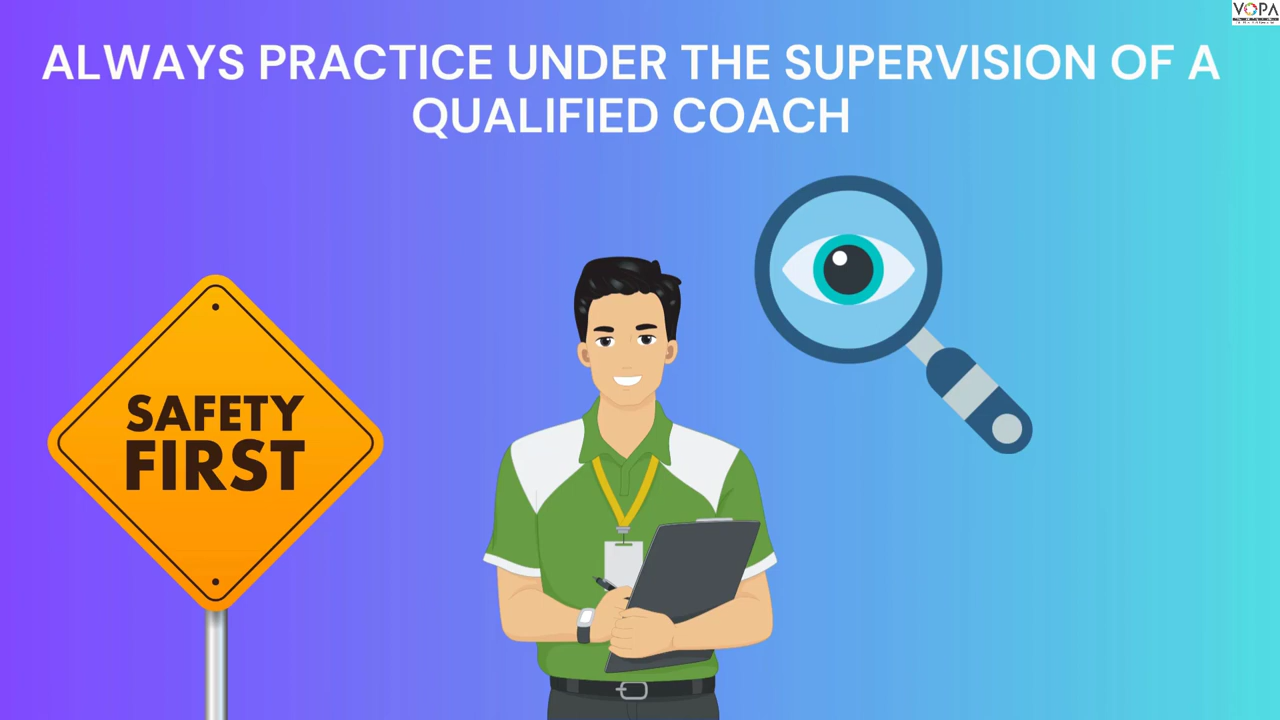 VOPA
ALWAYS PRACTICE UNDER THE SUPERVISION OF A
QUALIFIED COACH
SAFETY
FIRST